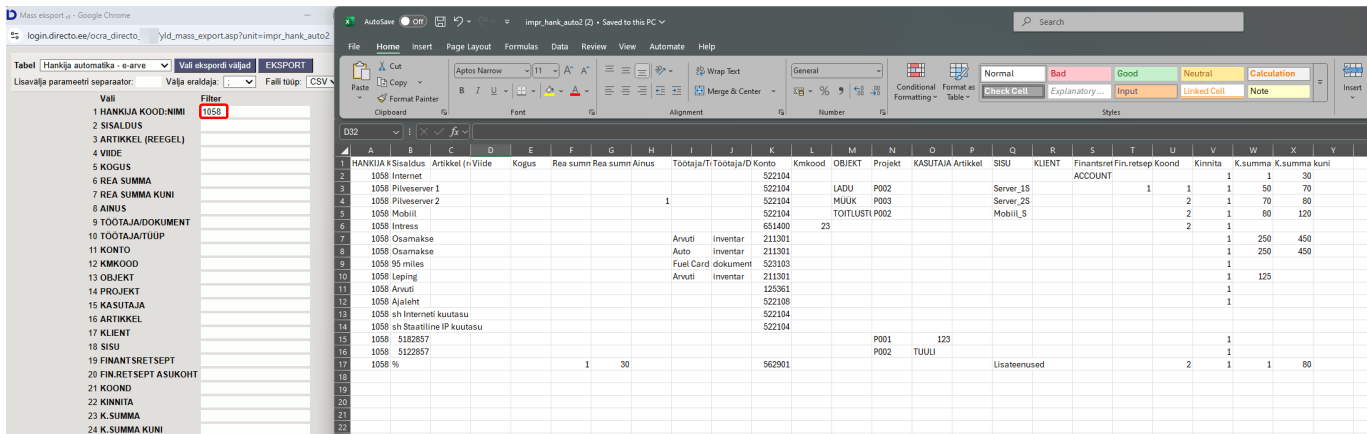 Mass eksport v2 - Google Chrome
login.directo.ee/ocra_directo_ yld_mass_export.asp?unit=impr_hank_auto2
Tabel Hankija automatika - e-arve Vali ekspordi väljad EKSPORT
Lisavälja parameetri separaator: Välja eraldaja: ; Faili tüüp: CSV
Väli Filter
1 HANKIJA KOOD:NIMI 1058
2 SISALDUS
3 ARTIKKEL (REEGEL)
4 VIIDE
5 KOGUS
6 REA SUMMA
7 REA SUMMA KUNI
8 AINUS
9 TÖÖTAJA/DOKUMENT
10 TÖÖTAJA/TÜÜP
11 KONTO
12 KMKOOD
13 OBJEKT
14 PROJEKT
15 KASUTAJA
16 ARTIKKEL
17 KLIENT
18 SISU
19 FINANTSRETSEPT
20 FIN.RETSEPT ASUKOHT
21 KOOND
22 KINNITA
23 K.SUMMA
24 K.SUMMA KUNI
AutoSave Off impr_hank_auto2 (2) • Saved to this PC Search
File Home Insert Page Layout Formulas Data Review View Automate Help
Paste Cut Copy Format Painter
Aptos Narrow 11 A^ Aˇ
B I U A
Wrap Text
Merge & Center
General
% 9
Conditional Formatting Format as Table
Normal Bad Good Neutral Calculation
Check Cell Explanatory... Input Linked Cell Note
Insert
Clipboard Font Alignment Number Styles
D32 fx
A B C D E F G H I J K L M N O P Q R S T U V W X Y
1 HANKIJA K Sisaldus Artikkel (re Viide Kogus Rea summ Rea summ Ainus Töötaja/Ti Töötaja/D Konto Kmkood OBJEKT Projekt KASUTAJA Artikkel SISU KLIENT Finantsret Fin.retsep Koond Kinnita K.summa K.summa kuni
2 1058 Internet 522104 ACCOUNT 1 1 30
3 1058 Pilveserver 1 522104 LADU P002 Server_1S 1 1 1 50 70
4 1058 Pilveserver 2 1 522104 MÜÜK P003 Server_2S 2 1 70 80
5 1058 Mobiil 522104 TOITLUSTU P002 Mobiil_S 2 1 80 120
6 1058 Intress 651400 23 2 1
7 1058 Osamakse Arvuti inventar 211301 1 250 450
8 1058 Osamakse Auto inventar 211301 1 250 450
9 1058 95 miles Fuel Card dokument 523103 1
10 1058 Leping Arvuti inventar 211301 1 125
11 1058 Arvuti 125361 1
12 1058 Ajaleht 522108 1
13 1058 sh Interneti kuutasu 522104
14 1058 sh Staatiline IP kuutasu 522104
15 1058 5182857 P001 123 1
16 1058 5122857 P002 TUULI 1
17 1058 % 1 30 562901 Lisateenused 2 1 1 80
18
19
20
21
22